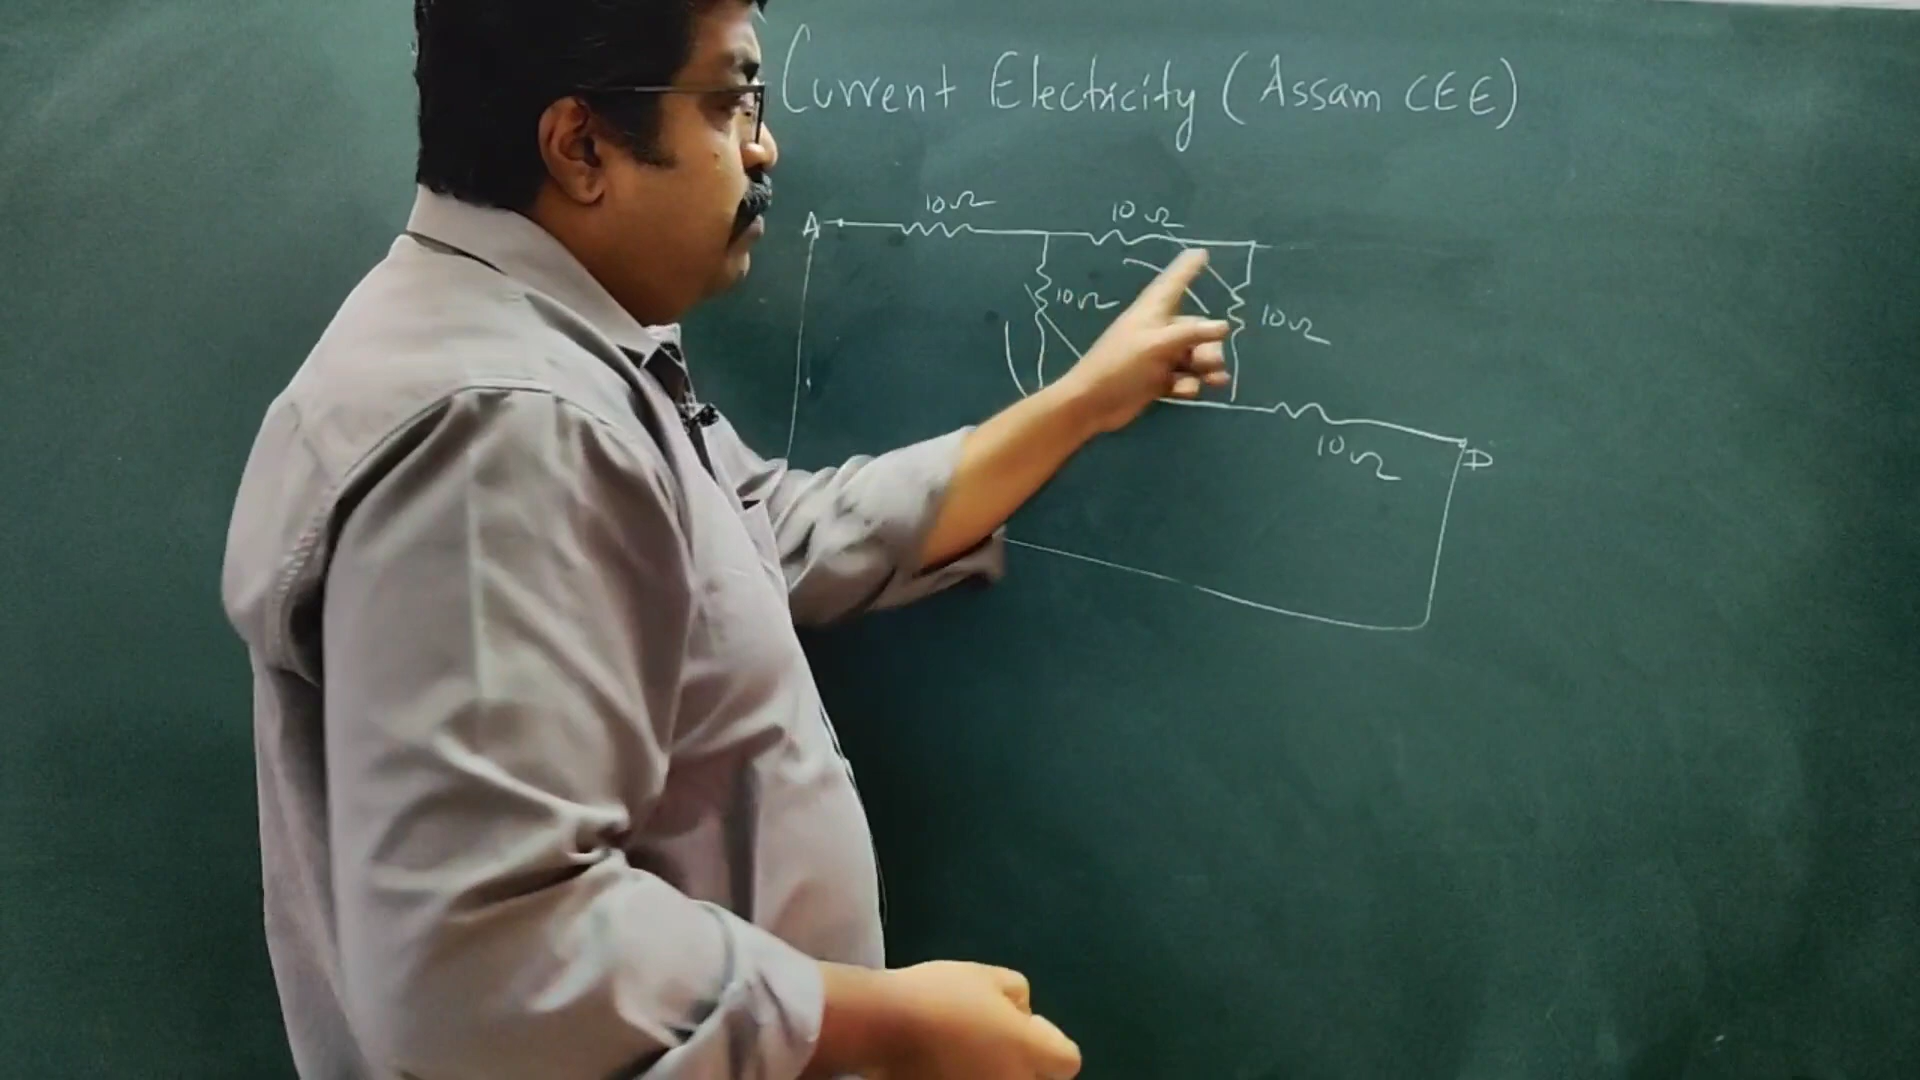 Current Electricity (Assam CEE)
10Ω 10Ω
A
10Ω 10Ω
10Ω
D